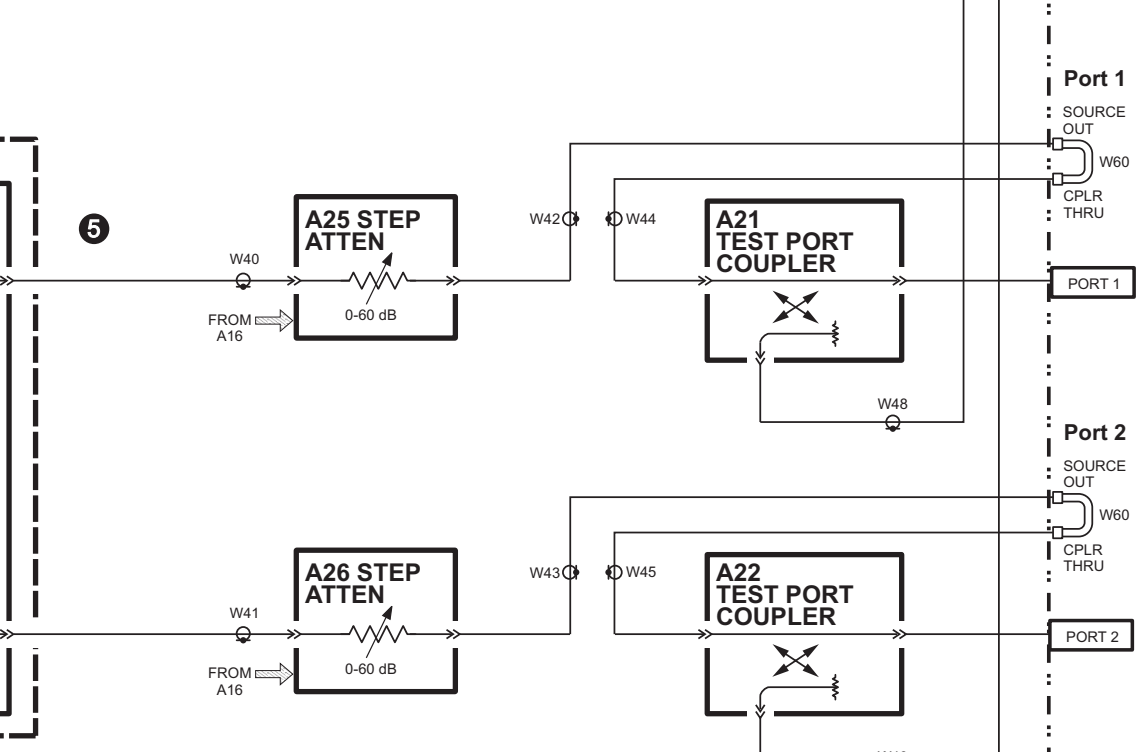 Port 1
SOURCE
OUT
W60
CPLR
THRU
5
A25 STEP
ATTEN
W42
W44
A21
TEST PORT
COUPLER
W40
PORT 1
0-60 dB
FROM
A16
W48
Port 2
SOURCE
OUT
W60
CPLR
THRU
A26 STEP
ATTEN
W43
W45
A22
TEST PORT
COUPLER
W41
PORT 2
0-60 dB
FROM
A16